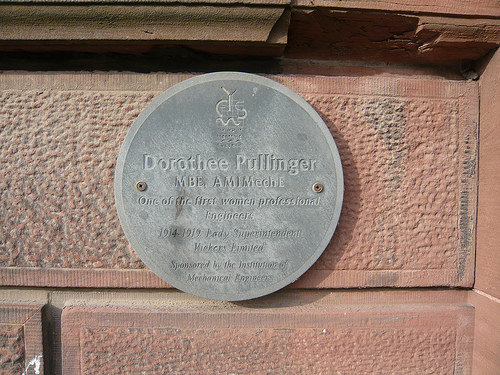 Dorothee Pullinger
MBE, AMIMechE
One of the first women professional
Engineers
1914-1919 Lady Superintendent
Vickers Limited
Sponsored by the Institution of
Mechanical Engineers